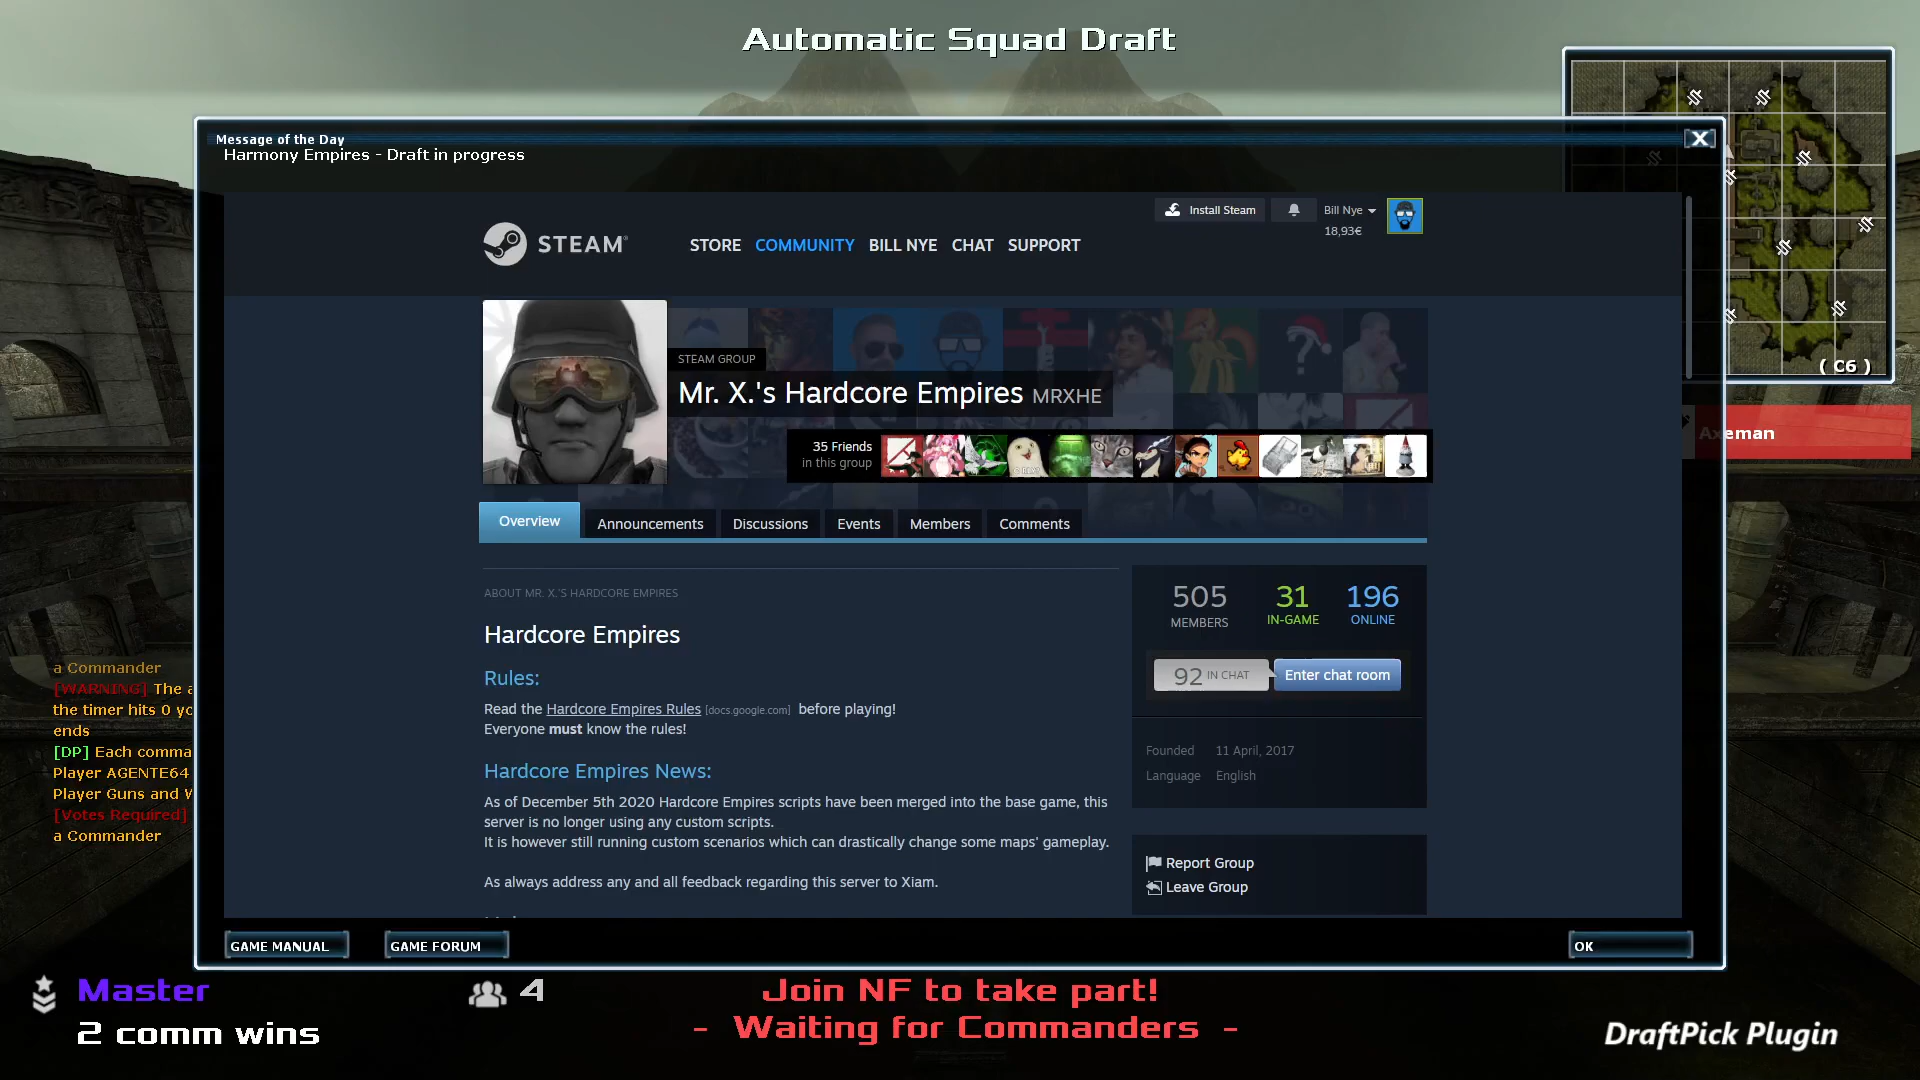 Automatic Squad Draft
Message of the Day
Harmony Empires - Draft in progress
Install Steam
Bill Nye
18,93€
STEAM®
STORE COMMUNITY BILL NYE CHAT SUPPORT
STEAM GROUP
Mr. X.'s Hardcore Empires MRXHE
35 Friends
in this group
Overview Announcements Discussions Events Members Comments
ABOUT MR. X.'S HARDCORE EMPIRES
Hardcore Empires
Rules:
Read the Hardcore Empires Rules [docs.google.com] before playing!
Everyone must know the rules!
Hardcore Empires News:
As of December 5th 2020 Hardcore Empires scripts have been merged into the base game, this
server is no longer using any custom scripts.
It is however still running custom scenarios which can drastically change some maps' gameplay.
As always address any and all feedback regarding this server to Xiam.
505 MEMBERS
31 IN-GAME
196 ONLINE
92 IN CHAT
Enter chat room
Founded 11 April, 2017
Language English
Report Group
Leave Group
GAME MANUAL
GAME FORUM
OK
( C6 )
Axeman
a Commander
[WARNING] The a
the timer hits 0 yo
ends
[DP] Each comma
Player AGENTE64
Player Guns and W
[Votes Required]
a Commander
Master
2 comm wins
4
Join NF to take part!
- Waiting for Commanders -
DraftPick Plugin